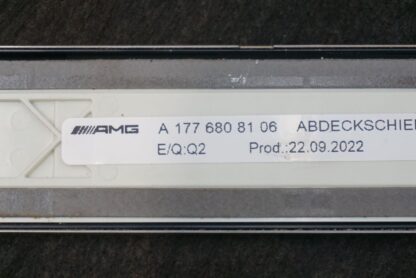 AMG A 177 680 81 06 ABDECKSCHIE
E/Q:Q2 Prod.:22.09.2022